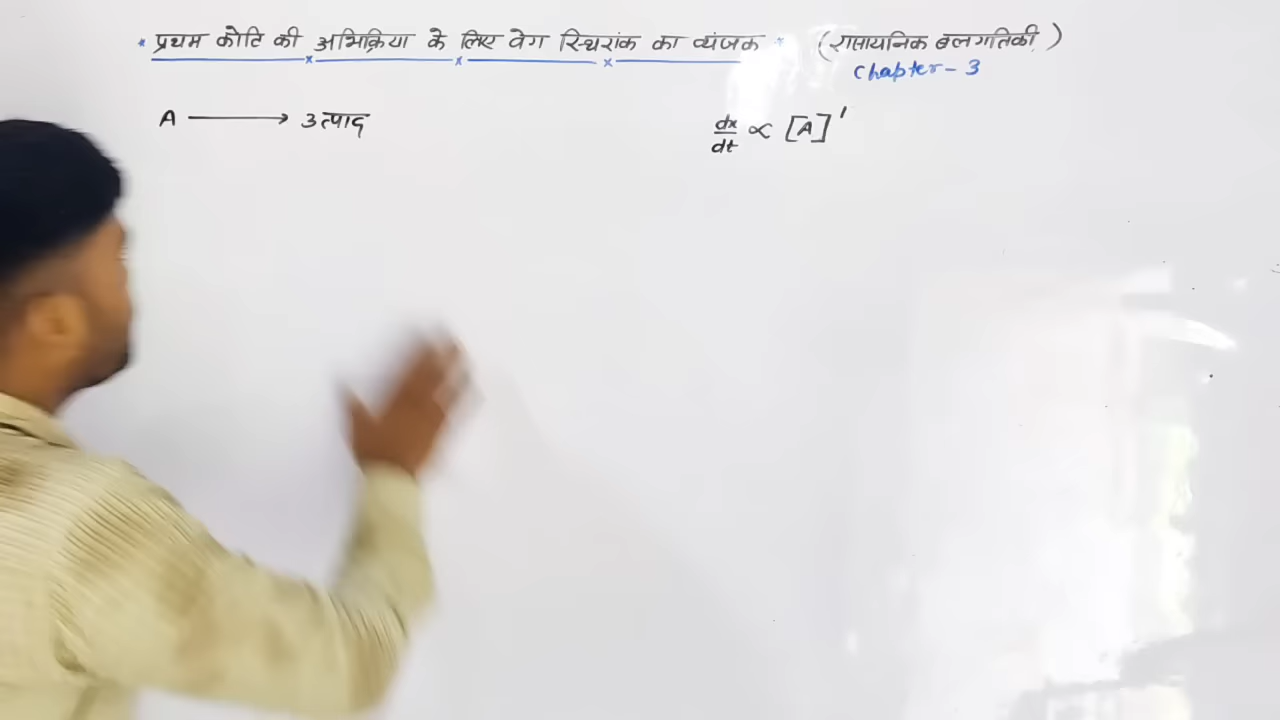 * प्रथम कोटि की अभिक्रिया के लिए वेग स्थिरांक का व्यंजक * (रासायनिक बलगतिकी)
Chapter - 3
A ⟶ उत्पाद
dx/dt ∝ [A]¹